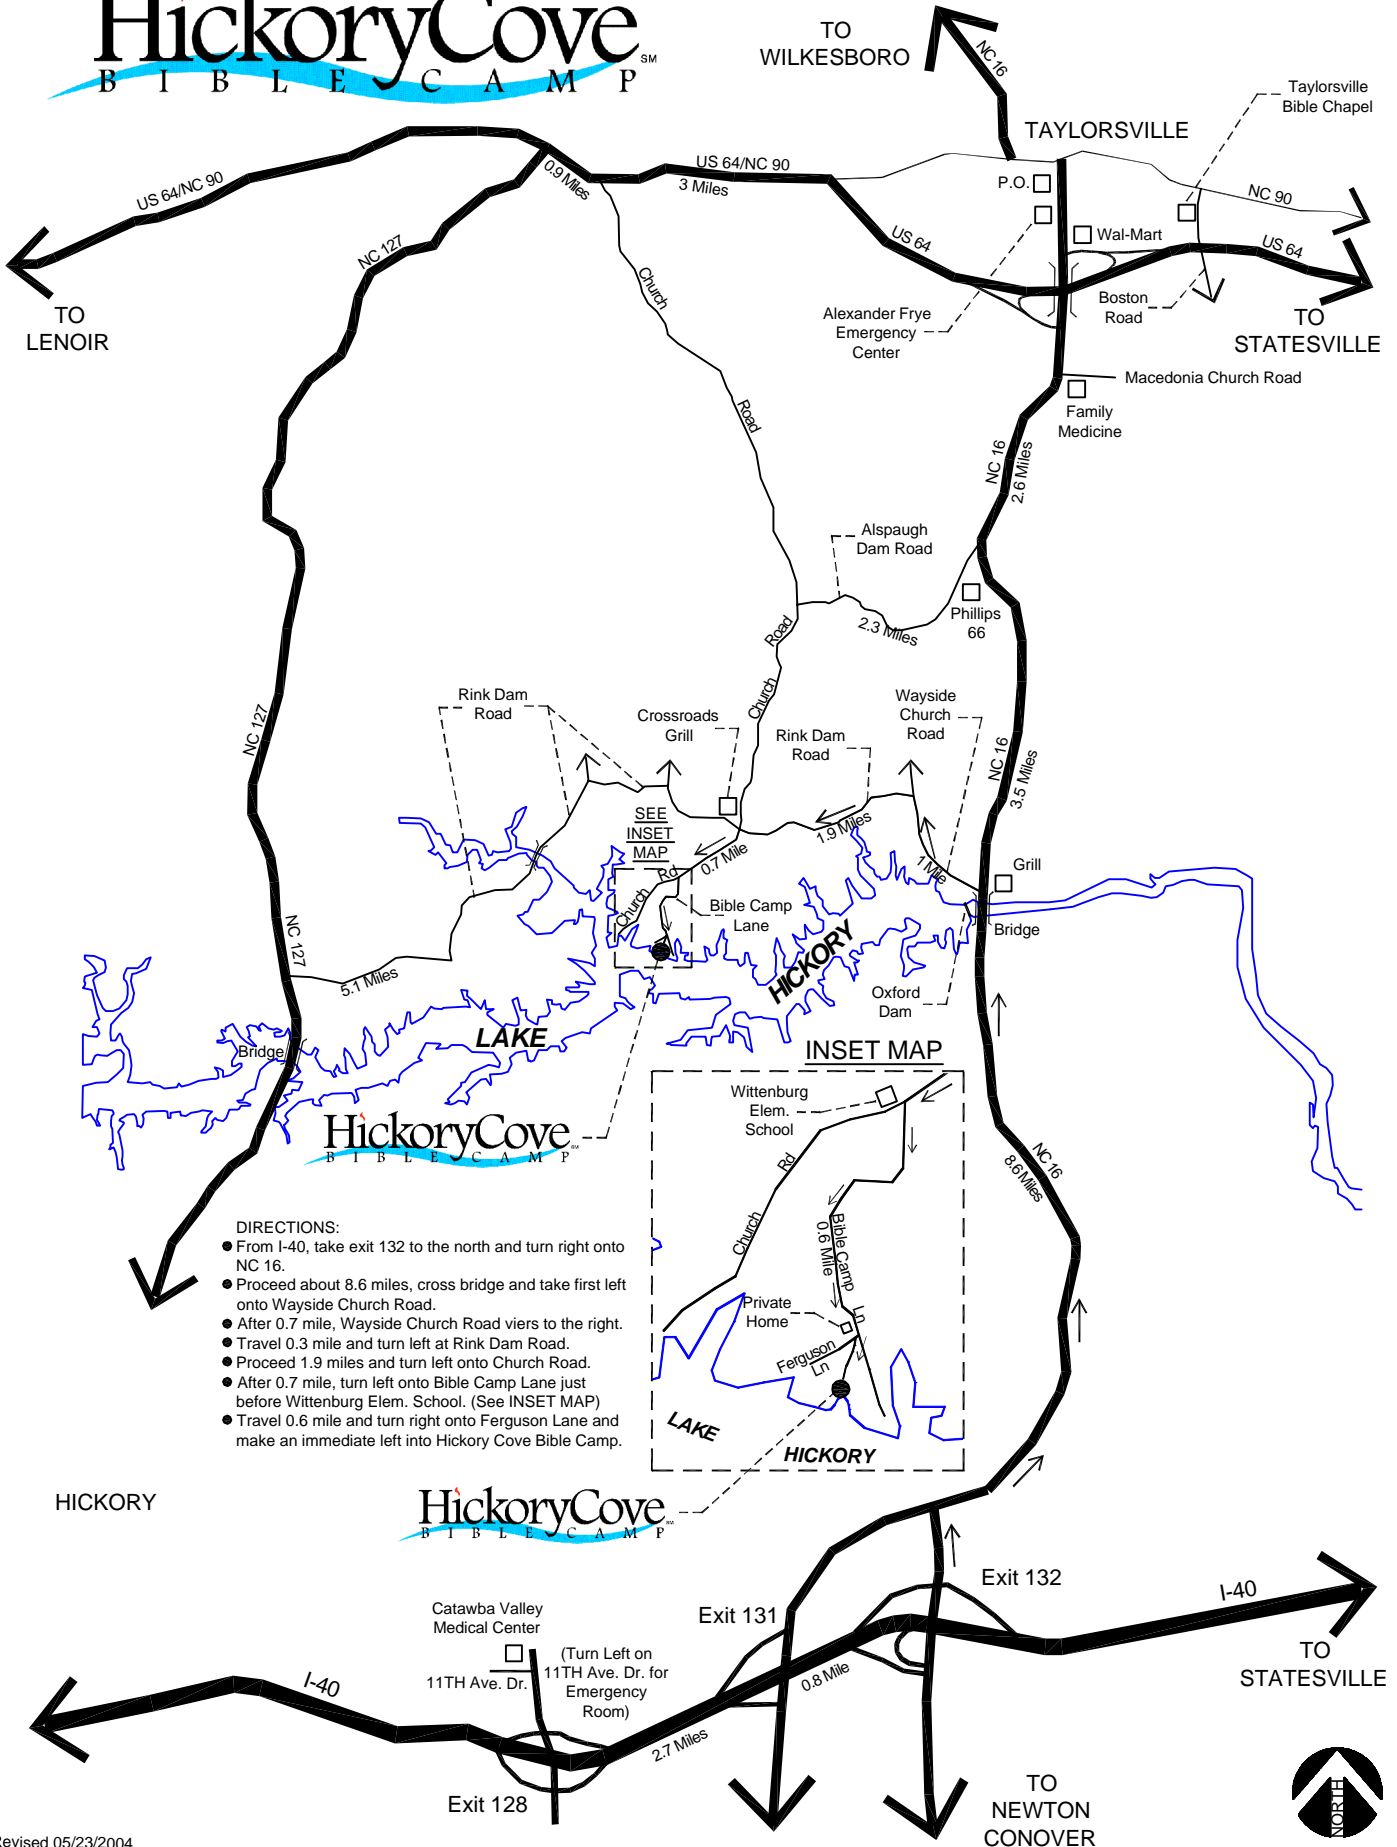 HickoryCove SM
BIBLE CAMP
TO
WILKESBORO
NC 16
Taylorsville
Bible Chapel
TAYLORSVILLE
US 64/NC 90
0.9 Miles
US 64/NC 90
3 Miles
P.O.
NC 90
NC 127
US 64
Wal-Mart
US 64
Church
Boston
Road
TO
LENOIR
Alexander Frye
Emergency
Center
TO
STATESVILLE
Macedonia Church Road
Road
Family
Medicine
NC 16
2.6 Miles
Alspaugh
Dam Road
Phillips
66
2.3 Miles
Road
Church
Rink Dam
Road
Crossroads
Grill
Rink Dam
Road
Wayside
Church
Road
NC 127
NC 16
3.5 Miles
SEE
INSET
MAP
1.9 Miles
0.7 Mile
1 Mile
Grill
Church
Rd
Bible Camp
Lane
Bridge
NC 127
5.1 Miles
HICKORY
Oxford
Dam
LAKE
Bridge
INSET MAP
Wittenburg
Elem.
School
HickoryCove SM
BIBLE CAMP
Rd
NC 16
8.6 Miles
Church
Bible Camp
Ln
0.6 Mile
Private
Home
Ferguson
Ln
LAKE
HICKORY
DIRECTIONS:
● From I-40, take exit 132 to the north and turn right onto
NC 16.
● Proceed about 8.6 miles, cross bridge and take first left
onto Wayside Church Road.
● After 0.7 mile, Wayside Church Road viers to the right.
● Travel 0.3 mile and turn left at Rink Dam Road.
● Proceed 1.9 miles and turn left onto Church Road.
● After 0.7 mile, turn left onto Bible Camp Lane just
before Wittenburg Elem. School. (See INSET MAP)
● Travel 0.6 mile and turn right onto Ferguson Lane and
make an immediate left into Hickory Cove Bible Camp.
HICKORY
HickoryCove SM
BIBLE CAMP
Exit 132
I-40
Exit 131
Catawba Valley
Medical Center
11TH Ave. Dr.
(Turn Left on
11TH Ave. Dr. for
Emergency
Room)
TO
STATESVILLE
I-40
0.8 Mile
2.7 Miles
Exit 128
TO
NEWTON
CONOVER
NORTH
Revised 05/23/2004